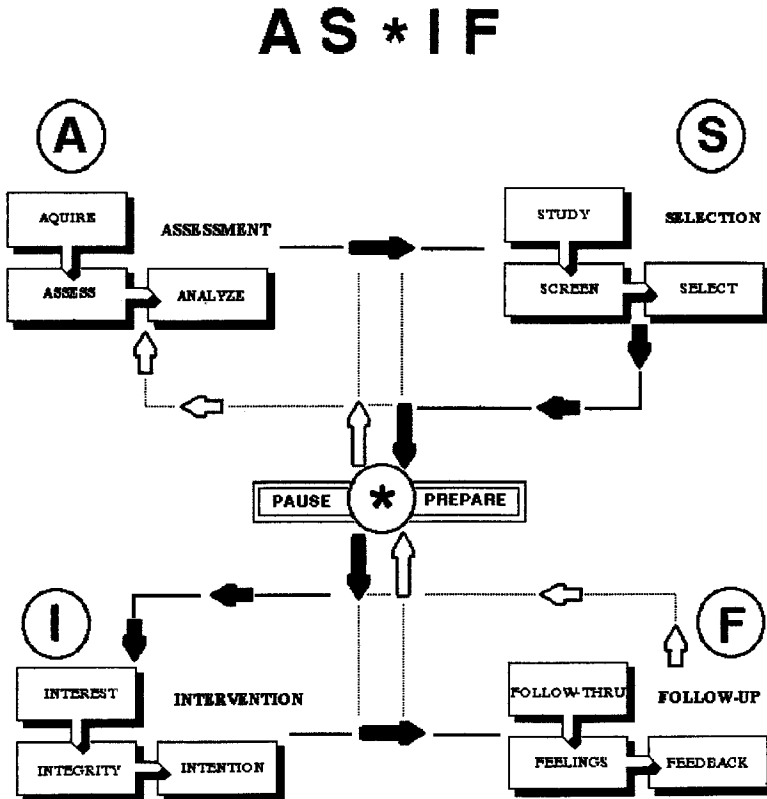 AS*IF
A
S
AQUIRE
ASSESSMENT
ASSESS
ANALYZE
STUDY
SELECTION
SCREEN
SELECT
PAUSE * PREPARE
I
F
INTEREST
INTERVENTION
INTEGRITY
INTENTION
FOLLOW-THRU
FOLLOW-UP
FEELINGS
FEEDBACK